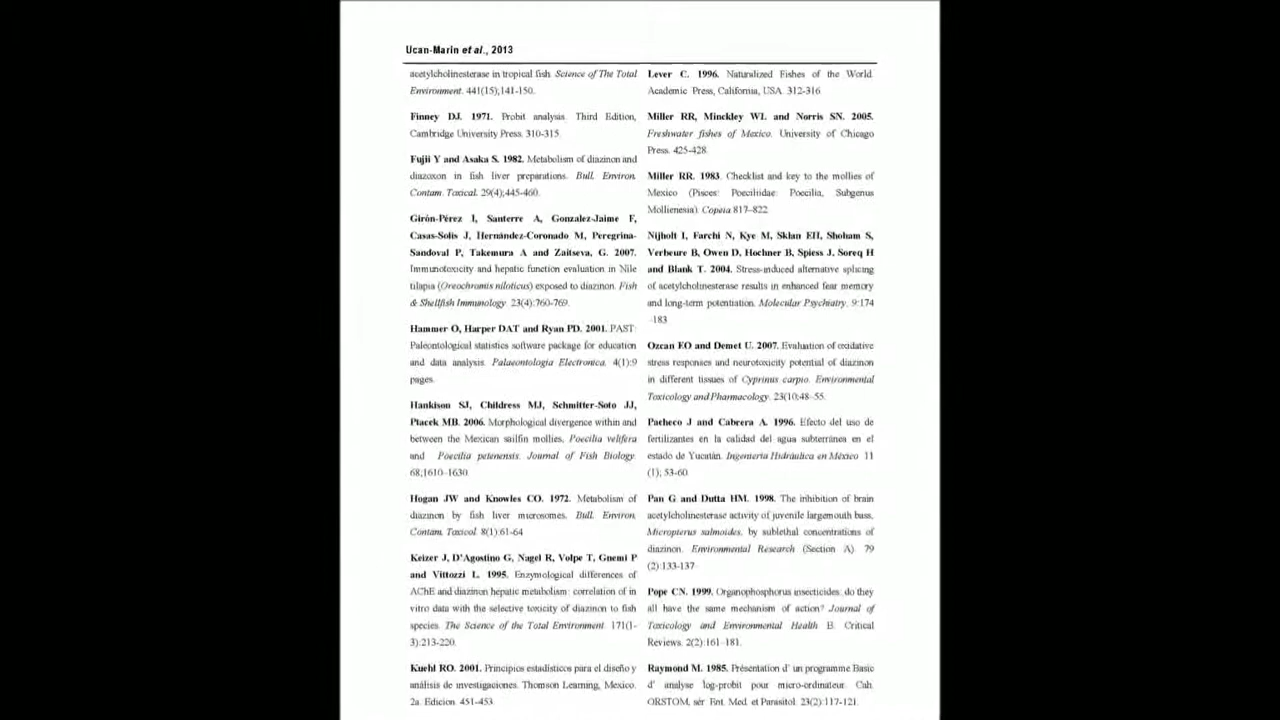 Ucan-Marin et al., 2013
acetylcholinesterase in tropical fish Science of The Total
Environment. 441(15);141-150.
Finney DJ. 1971. Probit analysis. Third Edition,
Cambridge University Press. 310-315.
Fujii Y and Asaka S. 1982. Metabolism of diazinon and
diazoxon in fish liver preparations. Bull. Environ.
Contam. Toxical. 29(4);445-460.
Girón-Pérez I, Santerre A, Gonzalez-Jaime F,
Casas-Solis J, Hernández-Coronado M, Peregrina-
Sandoval P, Takemura A and Zaitseva, G. 2007.
Immunotoxicity and hepatic function evaluation in Nile
tilapia (Oreochromis niloticus) exposed to diazinon. Fish
& Shellfish Immunology. 23(4):760-769.
Hammer O, Harper DAT and Ryan PD. 2001. PAST:
Paleontological statistics software package for education
and data analysis. Palaeontologia Electronica. 4(1):9
pages.
Hankison SJ, Childress MJ, Schmitter-Soto JJ,
Ptacek MB. 2006. Morphological divergence within and
between the Mexican sailfin mollies, Poecilia velifera
and Poecilia petenensis. Journal of Fish Biology.
68;1610-1630.
Hogan JW and Knowles CO. 1972. Metabolism of
diazinon by fish liver microsomes. Bull. Environ.
Contam. Toxicol. 8(1):61-64
Keizer J, D'Agostino G, Nagel R, Volpe T, Gnemi P
and Vittozzi L. 1995. Enzymological differences of
AChE and diazinon hepatic metabolism: correlation of in
vitro data with the selective toxicity of diazinon to fish
species. The Science of the Total Environment. 171(1-
3):213-220.
Kuehl RO. 2001. Principios estadísticos para el diseño y
análisis de investigaciones. Thomson Learning, Mexico.
2a. Edicion. 451-453
Lever C. 1996. Naturalized Fishes of the World.
Academic Press, California, USA. 312-316
Miller RR, Minckley WI. and Norris SN. 2005.
Freshwater fishes of Mexico. University of Chicago
Press. 425-428.
Miller RR. 1983. Checklist and key to the mollies of
Mexico (Pisces: Poeciliidae: Poecilia, Subgenus
Mollienesia). Copeia 817–822
Nijholt I, Farchi N, Kye M, Sklan EH, Shoham S,
Verbeure B, Owen D, Hochner B, Spiess J, Soreq H
and Blank T. 2004. Stress-induced alternative splicing
of acetylcholinesterase results in enhanced fear memory
and long-term potentiation. Molecular Psychiatry. 9:174
-183
Ozcan EO and Demet U. 2007. Evaluation of oxidative
stress responses and neurotoxicity potential of diazinon
in different tissues of Cyprinus carpio. Environmental
Toxicology and Pharmacology. 23(10:48–55.
Pacheco J and Cabrera A. 1996. Efecto del uso de
fertilizantes en la calidad del agua subterránea en el
estado de Yucatán. Ingeniería Hidráulica en México 11
(1); 53-60.
Pan G and Dutta HM. 1998. The inhibition of brain
acetylcholinesterase activity of juvenile largemouth bass,
Micropterus salmoides, by sublethal concentrations of
diazinon. Environmental Research (Section A). 79
(2):133-137.
Pope CN. 1999. Organophosphorus insecticides: do they
all have the same mechanism of action? Journal of
Toxicology and Environmental Health B. Critical
Reviews. 2(2):161-181.
Raymond M. 1985. Présentation d' un programme Basic
d' analyse log-probit pour micro-ordinateur. Cah.
ORSTOM, sér. Ent. Med. et Parasitol. 23(2):117-121.